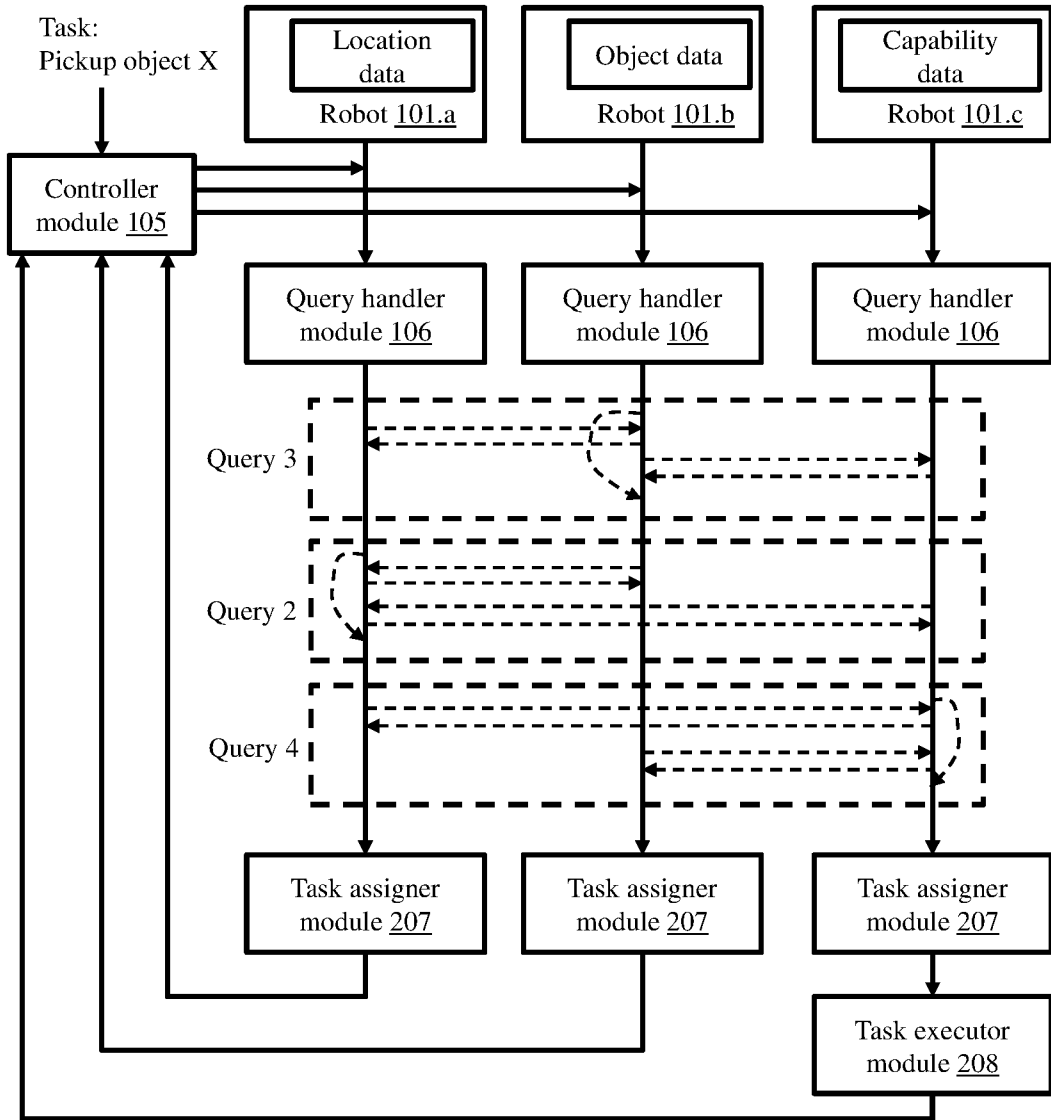 Task:
Pickup object X
Location
data
Robot 101.a
Object data
Robot 101.b
Capability
data
Robot 101.c
Controller
module 105
Query handler
module 106
Query handler
module 106
Query handler
module 106
Query 3
Query 2
Query 4
Task assigner
module 207
Task assigner
module 207
Task assigner
module 207
Task executor
module 208